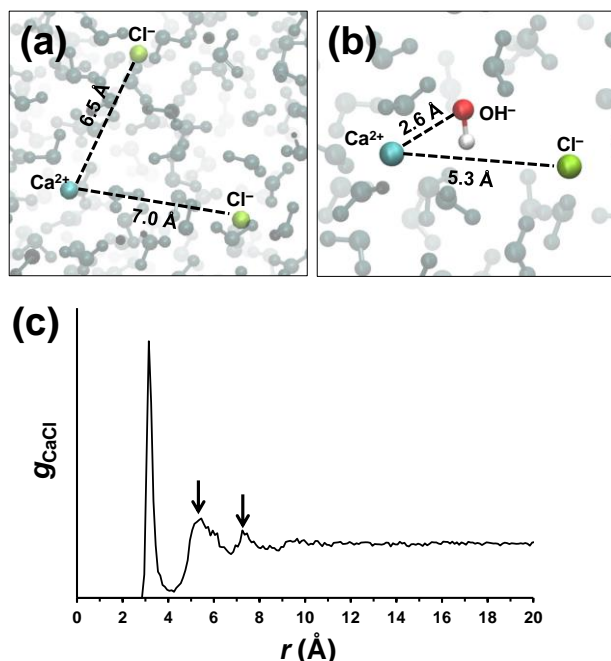 (a)
Cl⁻
6.5 Å
Ca²⁺
Cl⁻
7.0 Å
(b)
2.6 Å
OH⁻
Ca²⁺
Cl⁻
5.3 Å
(c)
gCaCl
0 2 4 6 8 10 12 14 16 18 20
r (Å)